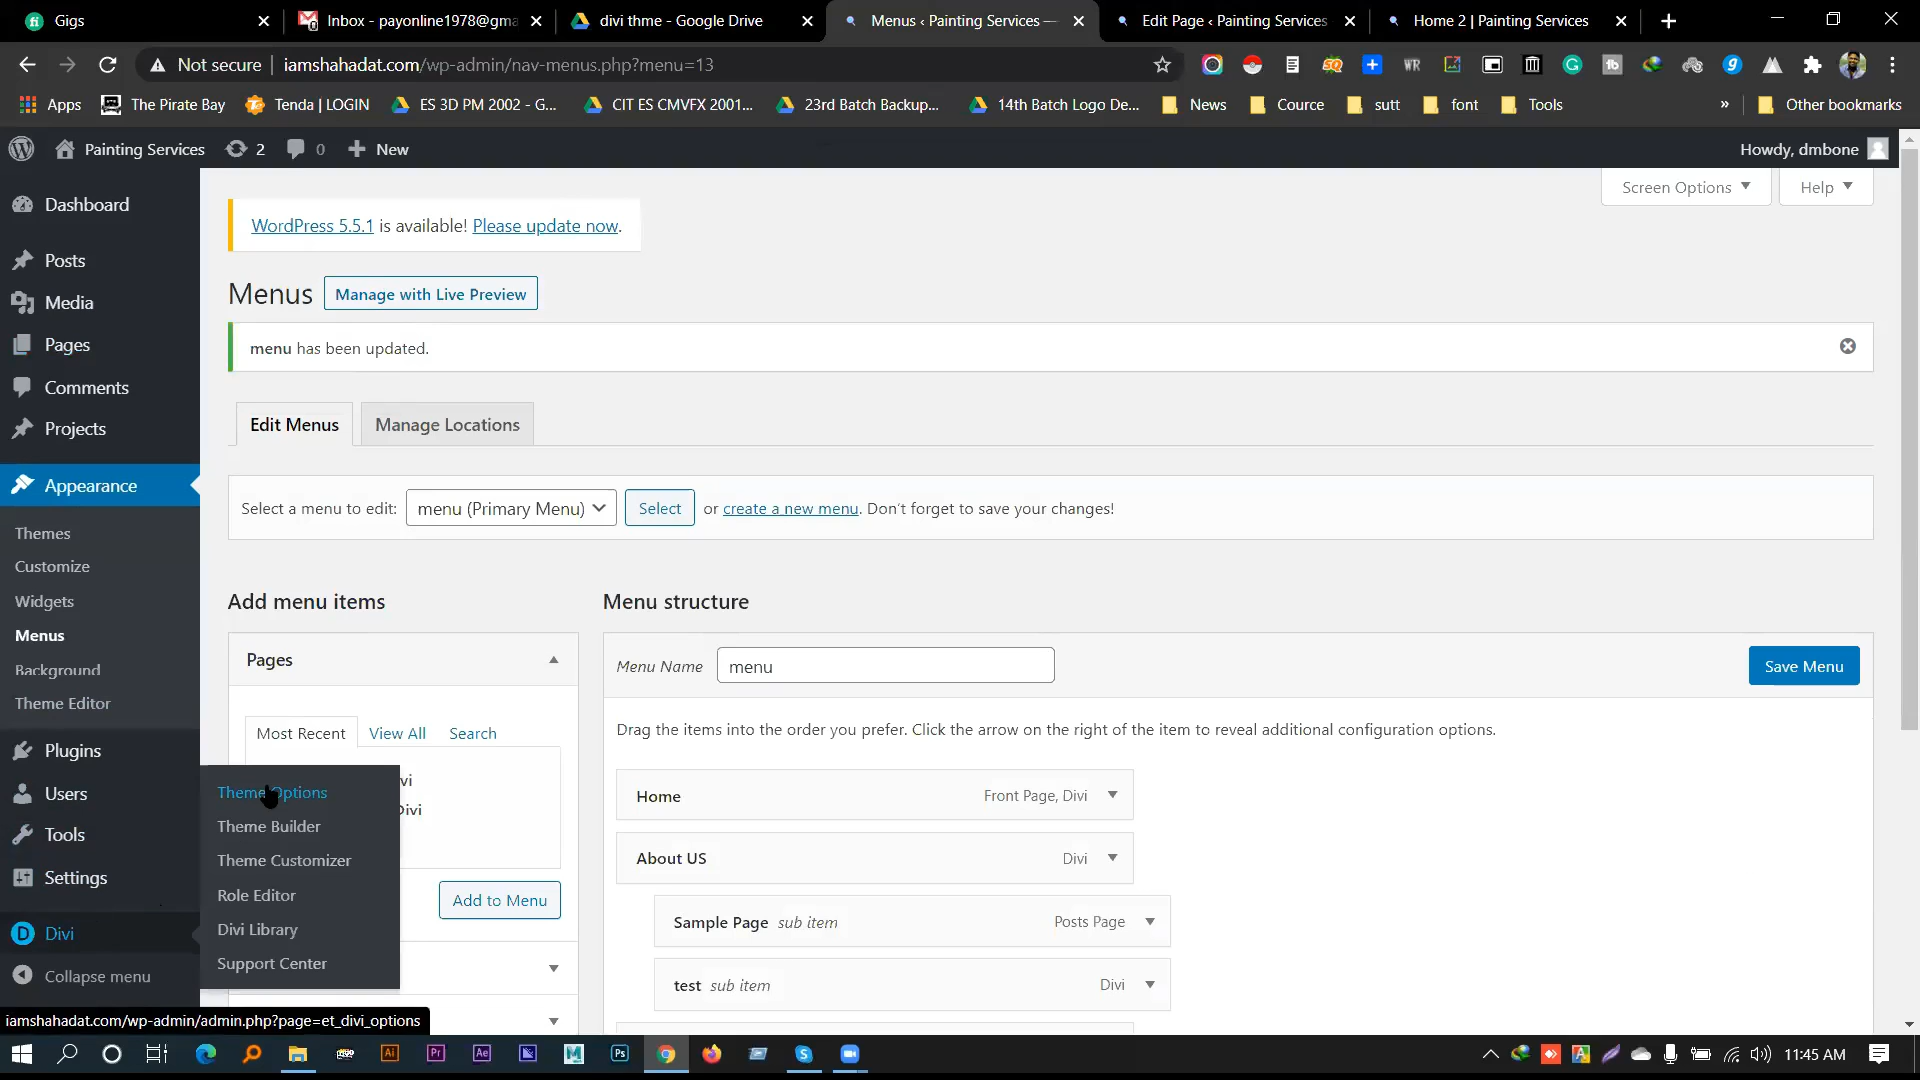 Gigs
Inbox - payonline1978@gma
divi thme - Google Drive
Menus ‹ Painting Services —
Edit Page ‹ Painting Services
Home 2 | Painting Services
Not secure
iamshahadat.com/wp-admin/nav-menus.php?menu=13
Apps
The Pirate Bay
Tenda | LOGIN
ES 3D PM 2002 - G...
CIT ES CMVFX 2001...
23rd Batch Backup...
14th Batch Logo De...
News
Cource
sutt
font
Tools
»
Other bookmarks
Painting Services
2
0
New
Howdy, dmbone
Dashboard
Posts
Media
Pages
Comments
Projects
Appearance
Themes
Customize
Widgets
Menus
Background
Theme Editor
Plugins
Users
Tools
Settings
Divi
Collapse menu
Theme Options
Theme Builder
Theme Customizer
Role Editor
Divi Library
Support Center
Screen Options
Help
WordPress 5.5.1 is available! Please update now.
Menus
Manage with Live Preview
menu has been updated.
Edit Menus
Manage Locations
Select a menu to edit:
menu (Primary Menu)
Select
or create a new menu. Don't forget to save your changes!
Add menu items
Pages
Most Recent
View All
Search
vi
Divi
Add to Menu
Menu structure
Menu Name
menu
Save Menu
Drag the items into the order you prefer. Click the arrow on the right of the item to reveal additional configuration options.
Home
Front Page, Divi
About US
Divi
Sample Page sub item
Posts Page
test sub item
Divi
iamshahadat.com/wp-admin/admin.php?page=et_divi_options
11:45 AM